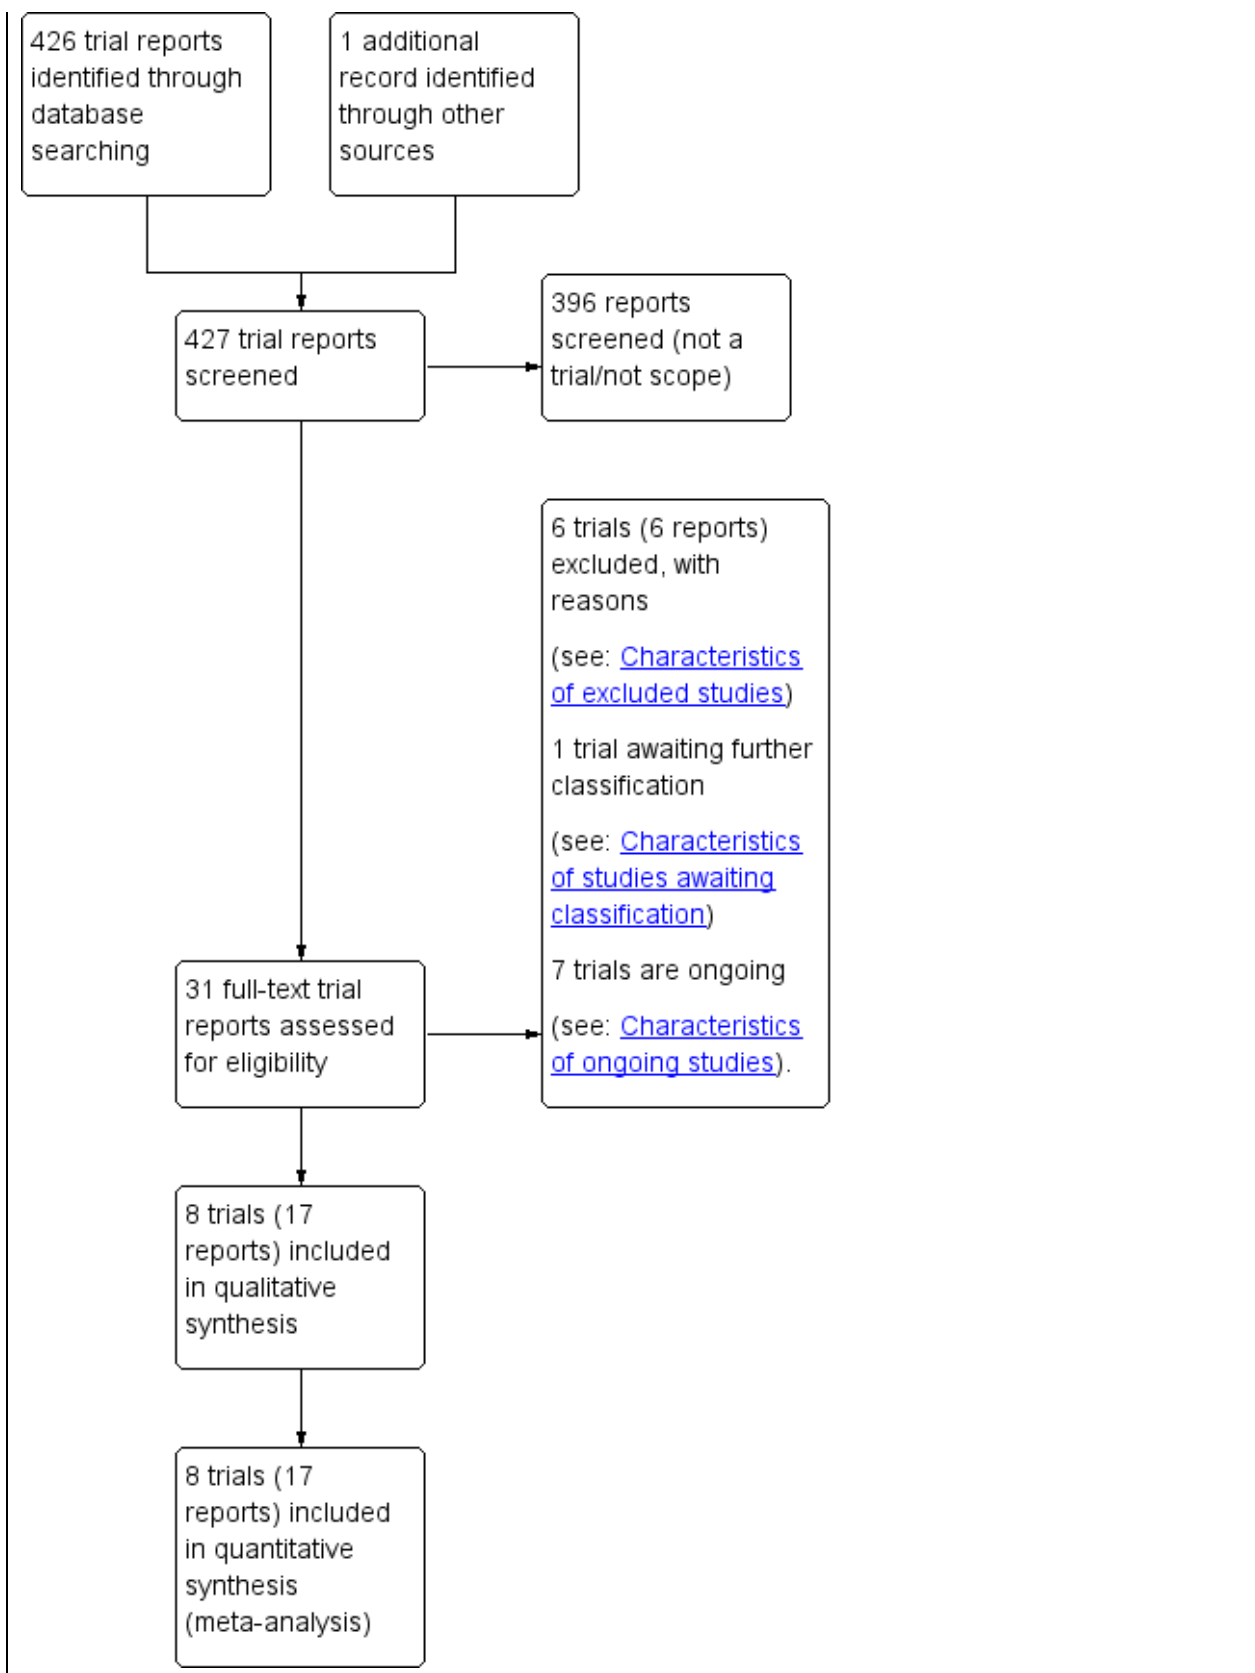 426 trial reports
identified through
database
searching
1 additional
record identified
through other
sources
427 trial reports
screened
396 reports
screened (not a
trial/not scope)
6 trials (6 reports)
excluded, with
reasons
(see: Characteristics
of excluded studies)
1 trial awaiting further
classification
(see: Characteristics
of studies awaiting
classification)
7 trials are ongoing
(see: Characteristics
of ongoing studies).
31 full-text trial
reports assessed
for eligibility
8 trials (17
reports) included
in qualitative
synthesis
8 trials (17
reports) included
in quantitative
synthesis
(meta-analysis)